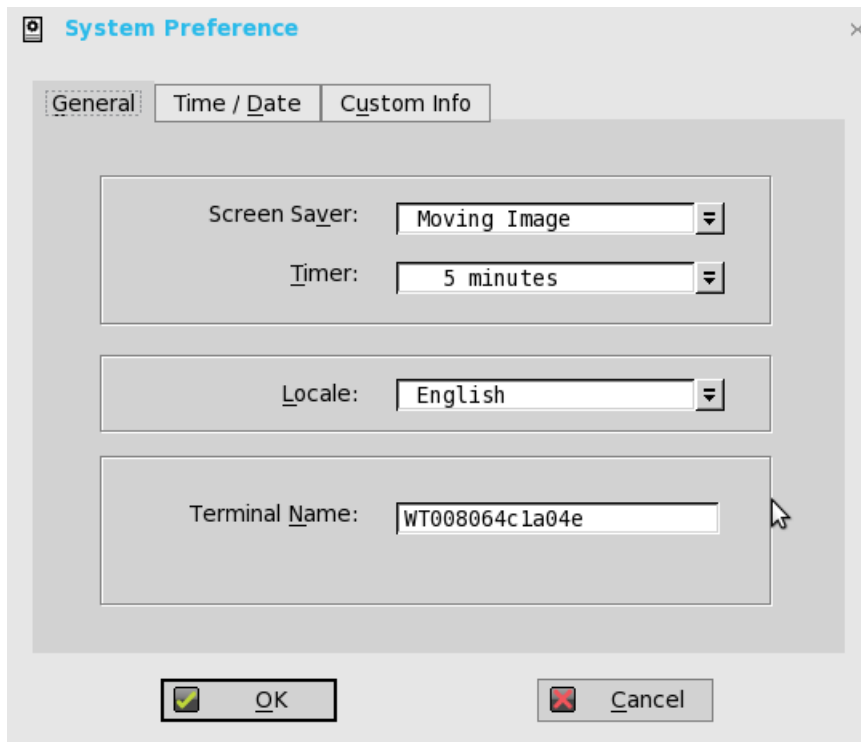 System Preference
General Time / Date Custom Info
Screen Saver: Moving Image
Timer: 5 minutes
Locale: English
Terminal Name: WT008064c1a04e
OK Cancel